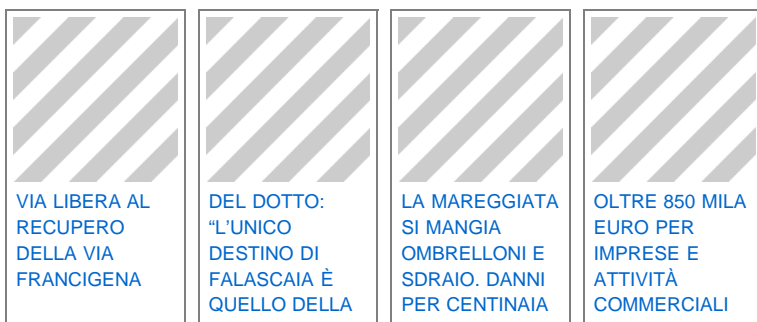 VIA LIBERA AL
RECUPERO
DELLA VIA
FRANCIGENA
DEL DOTTO:
“L’UNICO
DESTINO DI
FALASCAIA È
QUELLO DELLA
LA MAREGGIATA
SI MANGIA
OMBRELLONI E
SDRAIO. DANNI
PER CENTINAIA
OLTRE 850 MILA
EURO PER
IMPRESE E
ATTIVITÀ
COMMERCIALI